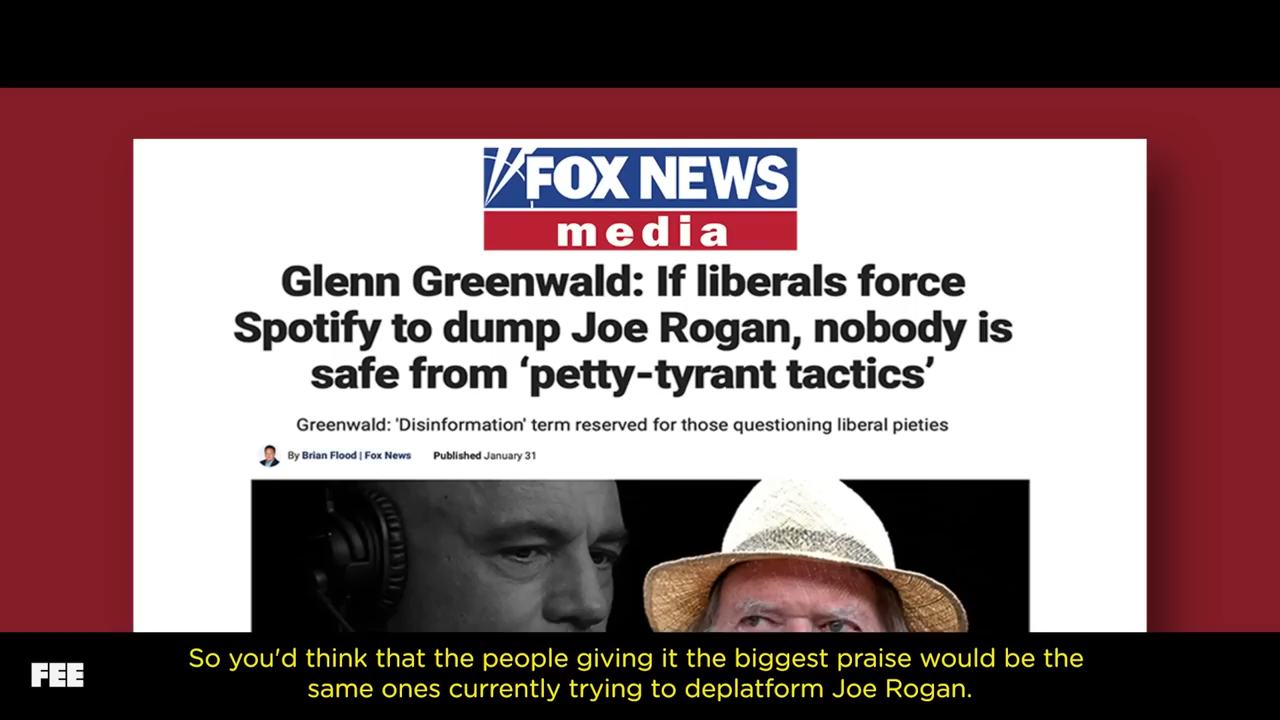 FOX NEWS
media
Glenn Greenwald: If liberals force
Spotify to dump Joe Rogan, nobody is
safe from ‘petty-tyrant tactics’
Greenwald: 'Disinformation' term reserved for those questioning liberal pieties
By Brian Flood | Fox News Published January 31
So you'd think that the people giving it the biggest praise would be the
same ones currently trying to deplatform Joe Rogan.
FEE